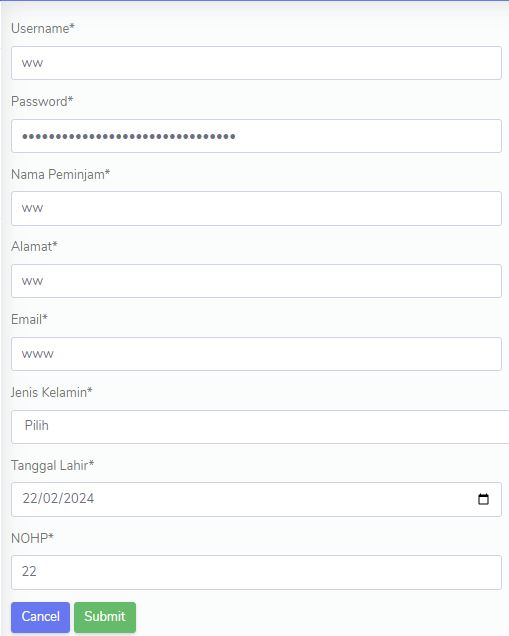 Username*
ww
Password*
••••••••••••••••••••••••••••••••
Nama Peminjam*
ww
Alamat*
ww
Email*
www
Jenis Kelamin*
Pilih
Tanggal Lahir*
22/02/2024
NOHP*
22
Cancel Submit